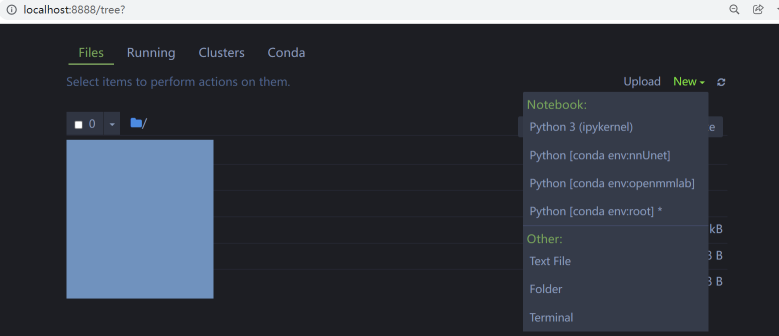 localhost:8888/tree?
Files Running Clusters Conda
Select items to perform actions on them.
Upload New
0 /
Notebook:
Python 3 (ipykernel)
Python [conda env:nnUnet]
Python [conda env:openmmlab]
Python [conda env:root] *
kB
Other:
B
Text File
B
Folder
Terminal